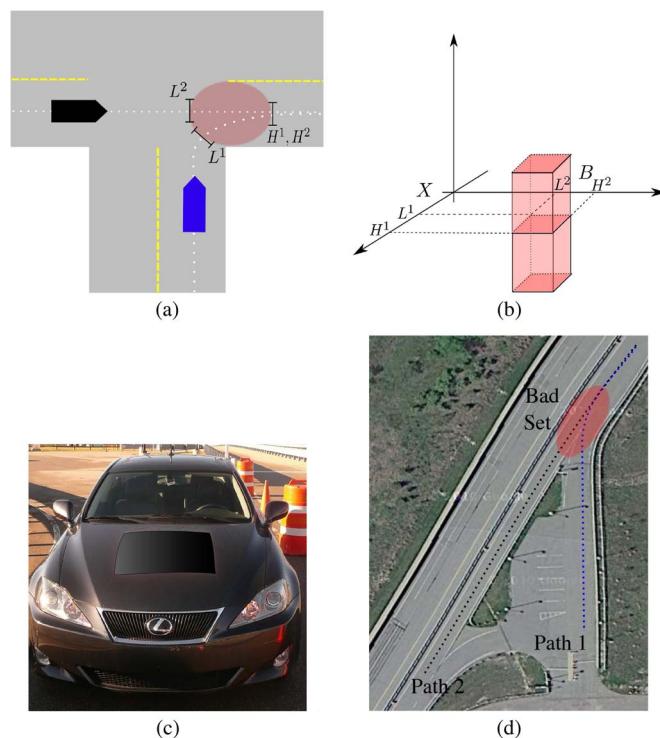 L²
H¹, H²
L¹
(a)
X
B
L²
H²
L¹
H¹
(b)
(c)
Bad
Set
Path 1
Path 2
(d)